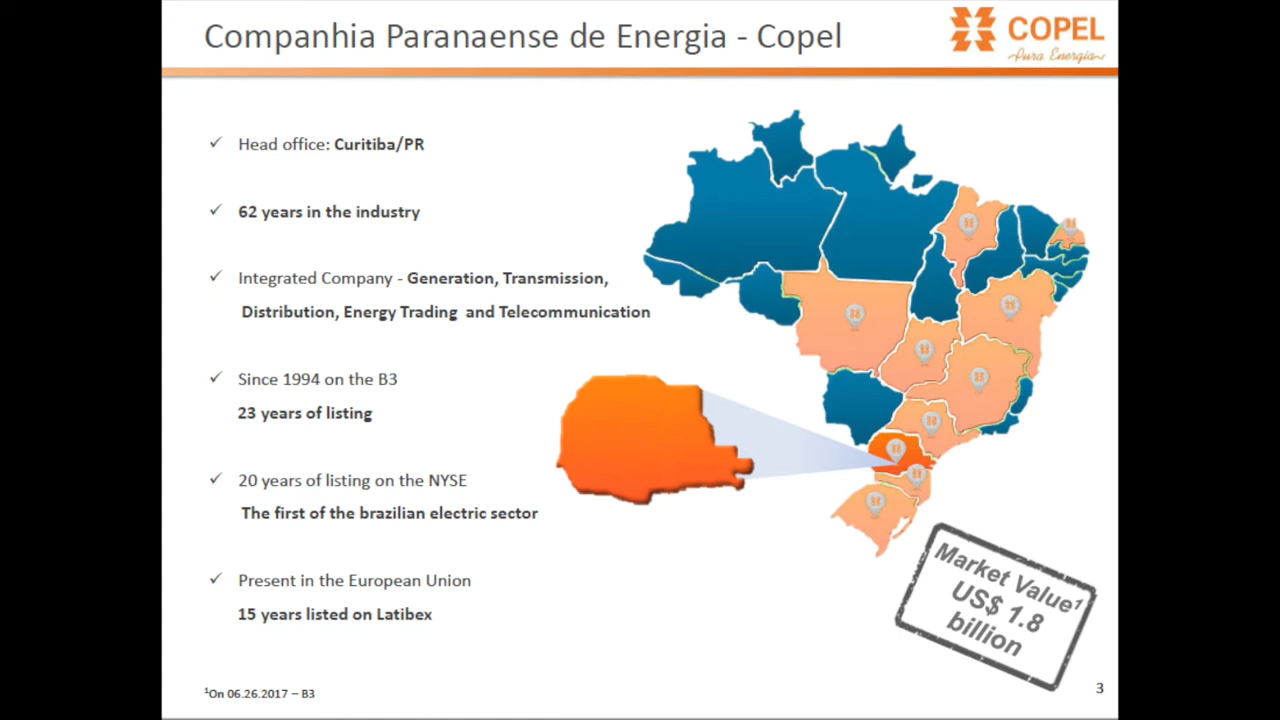 Companhia Paranaense de Energia - Copel
COPEL
Pura Energia
✓ Head office: Curitiba/PR
✓ 62 years in the industry
✓ Integrated Company - Generation, Transmission,
Distribution, Energy Trading and Telecommunication
✓ Since 1994 on the B3
23 years of listing
✓ 20 years of listing on the NYSE
The first of the brazilian electric sector
✓ Present in the European Union
15 years listed on Latibex
Market Value¹
US$ 1.8
billion
¹On 06.26.2017 – B3
3